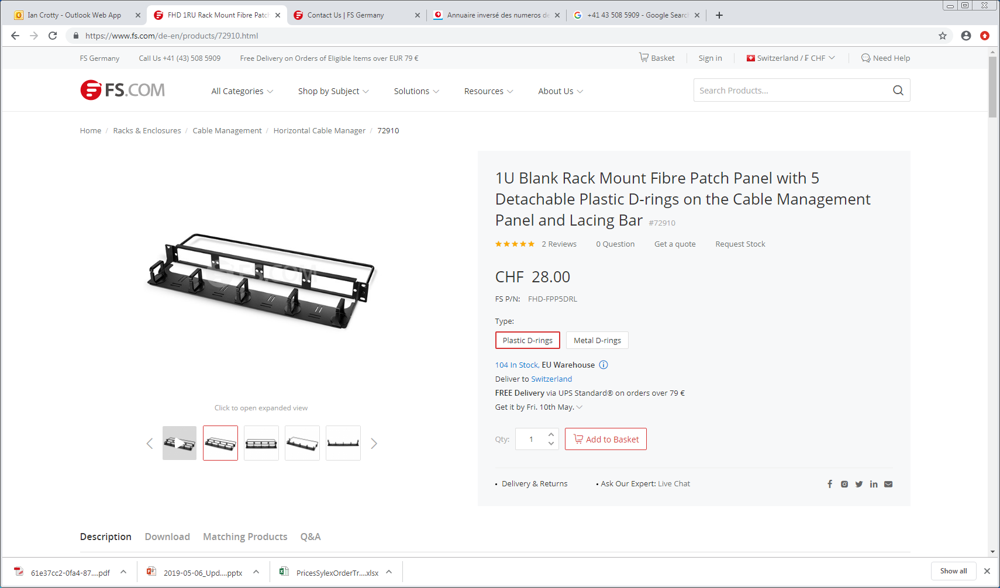 Ian Crotty - Outlook Web App
FHD 1RU Rack Mount Fibre Patch
Contact Us | FS Germany
Annuaire inversé des numeros de
+41 43 508 5909 - Google Search
https://www.fs.com/de-en/products/72910.html
FS Germany
Call Us +41 (43) 508 5909
Free Delivery on Orders of Eligible Items over EUR 79 €
Basket
Sign in
Switzerland / ₣ CHF
Need Help
FS.COM
All Categories
Shop by Subject
Solutions
Resources
About Us
Search Products...
Home / Racks & Enclosures / Cable Management / Horizontal Cable Manager / 72910
FS.COM
1U Blank Rack Mount Fibre Patch Panel with 5
Detachable Plastic D-rings on the Cable Management
Panel and Lacing Bar #72910
2 Reviews
0 Question
Get a quote
Request Stock
CHF 28.00
FS P/N: FHD-FPP5DRL
Type:
Plastic D-rings
Metal D-rings
104 In Stock, EU Warehouse
Deliver to Switzerland
FREE Delivery via UPS Standard® on orders over 79 €
Get it by Fri. 10th May.
Click to open expanded view
Qty: 1
Add to Basket
• Delivery & Returns
• Ask Our Expert: Live Chat
Description
Download
Matching Products
Q&A
61e37cc2-0fa4-87....pdf
2019-05-06_Upd....pptx
PricesSylexOrderTr....xlsx
Show all